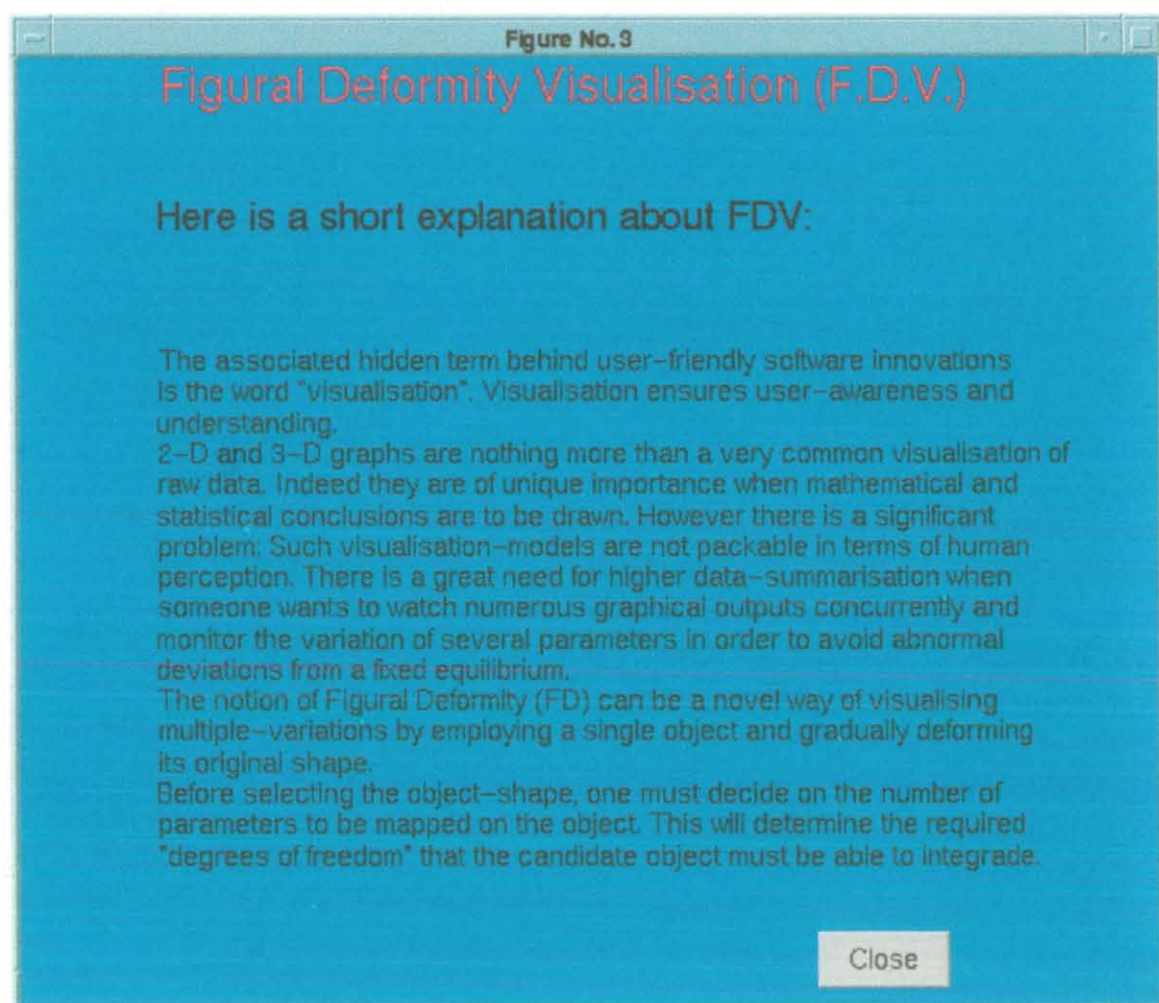 Figure No. 3
Figural Deformity Visualisation (F.D.V.)
Here is a short explanation about FDV:
The associated hidden term behind user-friendly software innovations
is the word "visualisation". Visualisation ensures user-awareness and
understanding.
2-D and 3-D graphs are nothing more than a very common visualisation of
raw data. Indeed they are of unique importance when mathematical and
statistical conclusions are to be drawn. However there is a significant
problem: Such visualisation-models are not packable in terms of human
perception. There is a great need for higher data-summarisation when
someone wants to watch numerous graphical outputs concurrently and
monitor the variation of several parameters in order to avoid abnormal
deviations from a fixed equilibrium.
The notion of Figural Deformity (FD) can be a novel way of visualising
multiple-variations by employing a single object and gradually deforming
its original shape.
Before selecting the object-shape, one must decide on the number of
parameters to be mapped on the object. This will determine the required
"degrees of freedom" that the candidate object must be able to integrade.
Close